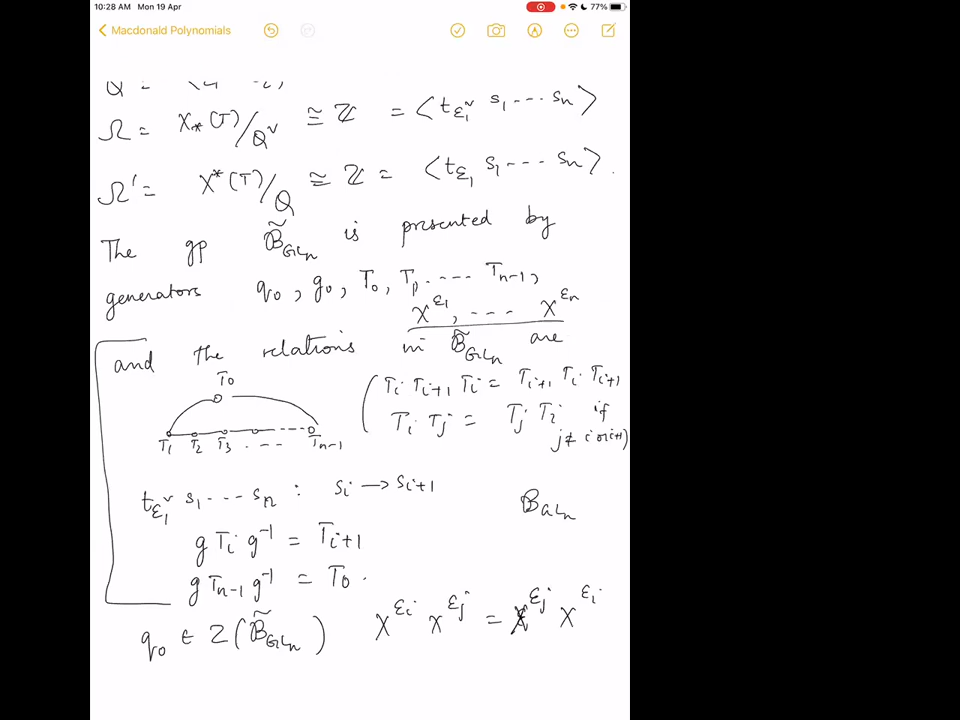 10:28 AM Mon 19 Apr 77%
Macdonald Polynomials
Ω = X_*(T)/Q^∨ ≅ ℤ = ⟨t_{ε_1^∨} s_1 ---- s_n⟩
Ω' = X^*(T)/Q ≅ ℤ = ⟨t_{ε_1} s_1 ---- s_n⟩.
The gp B̃_{GL_n} is presented by
generators q_0, g_0, T_0, T_1, ---- T_{n-1},
X^{ε_1}, ---- X^{ε_n}
and the relations in B̃_{GL_n} are
T_0
T_i T_{i+1} T_i = T_{i+1} T_i T_{i+1}
T_i T_j = T_j T_i if
j ≠ i or i±1)
T_1 T_2 T_3 . --- T_{n-1}
t_{ε_1^∨} s_1 --- s_n : s_i → s_{i+1}
B_{GL_n}
g T_i g^{-1} = T_{i+1}
g T_{n-1} g^{-1} = T_0.
q_0 ∈ Z(B̃_{GL_n}) X^{ε_i} X^{ε_j} = X^{ε_j} X^{ε_i}